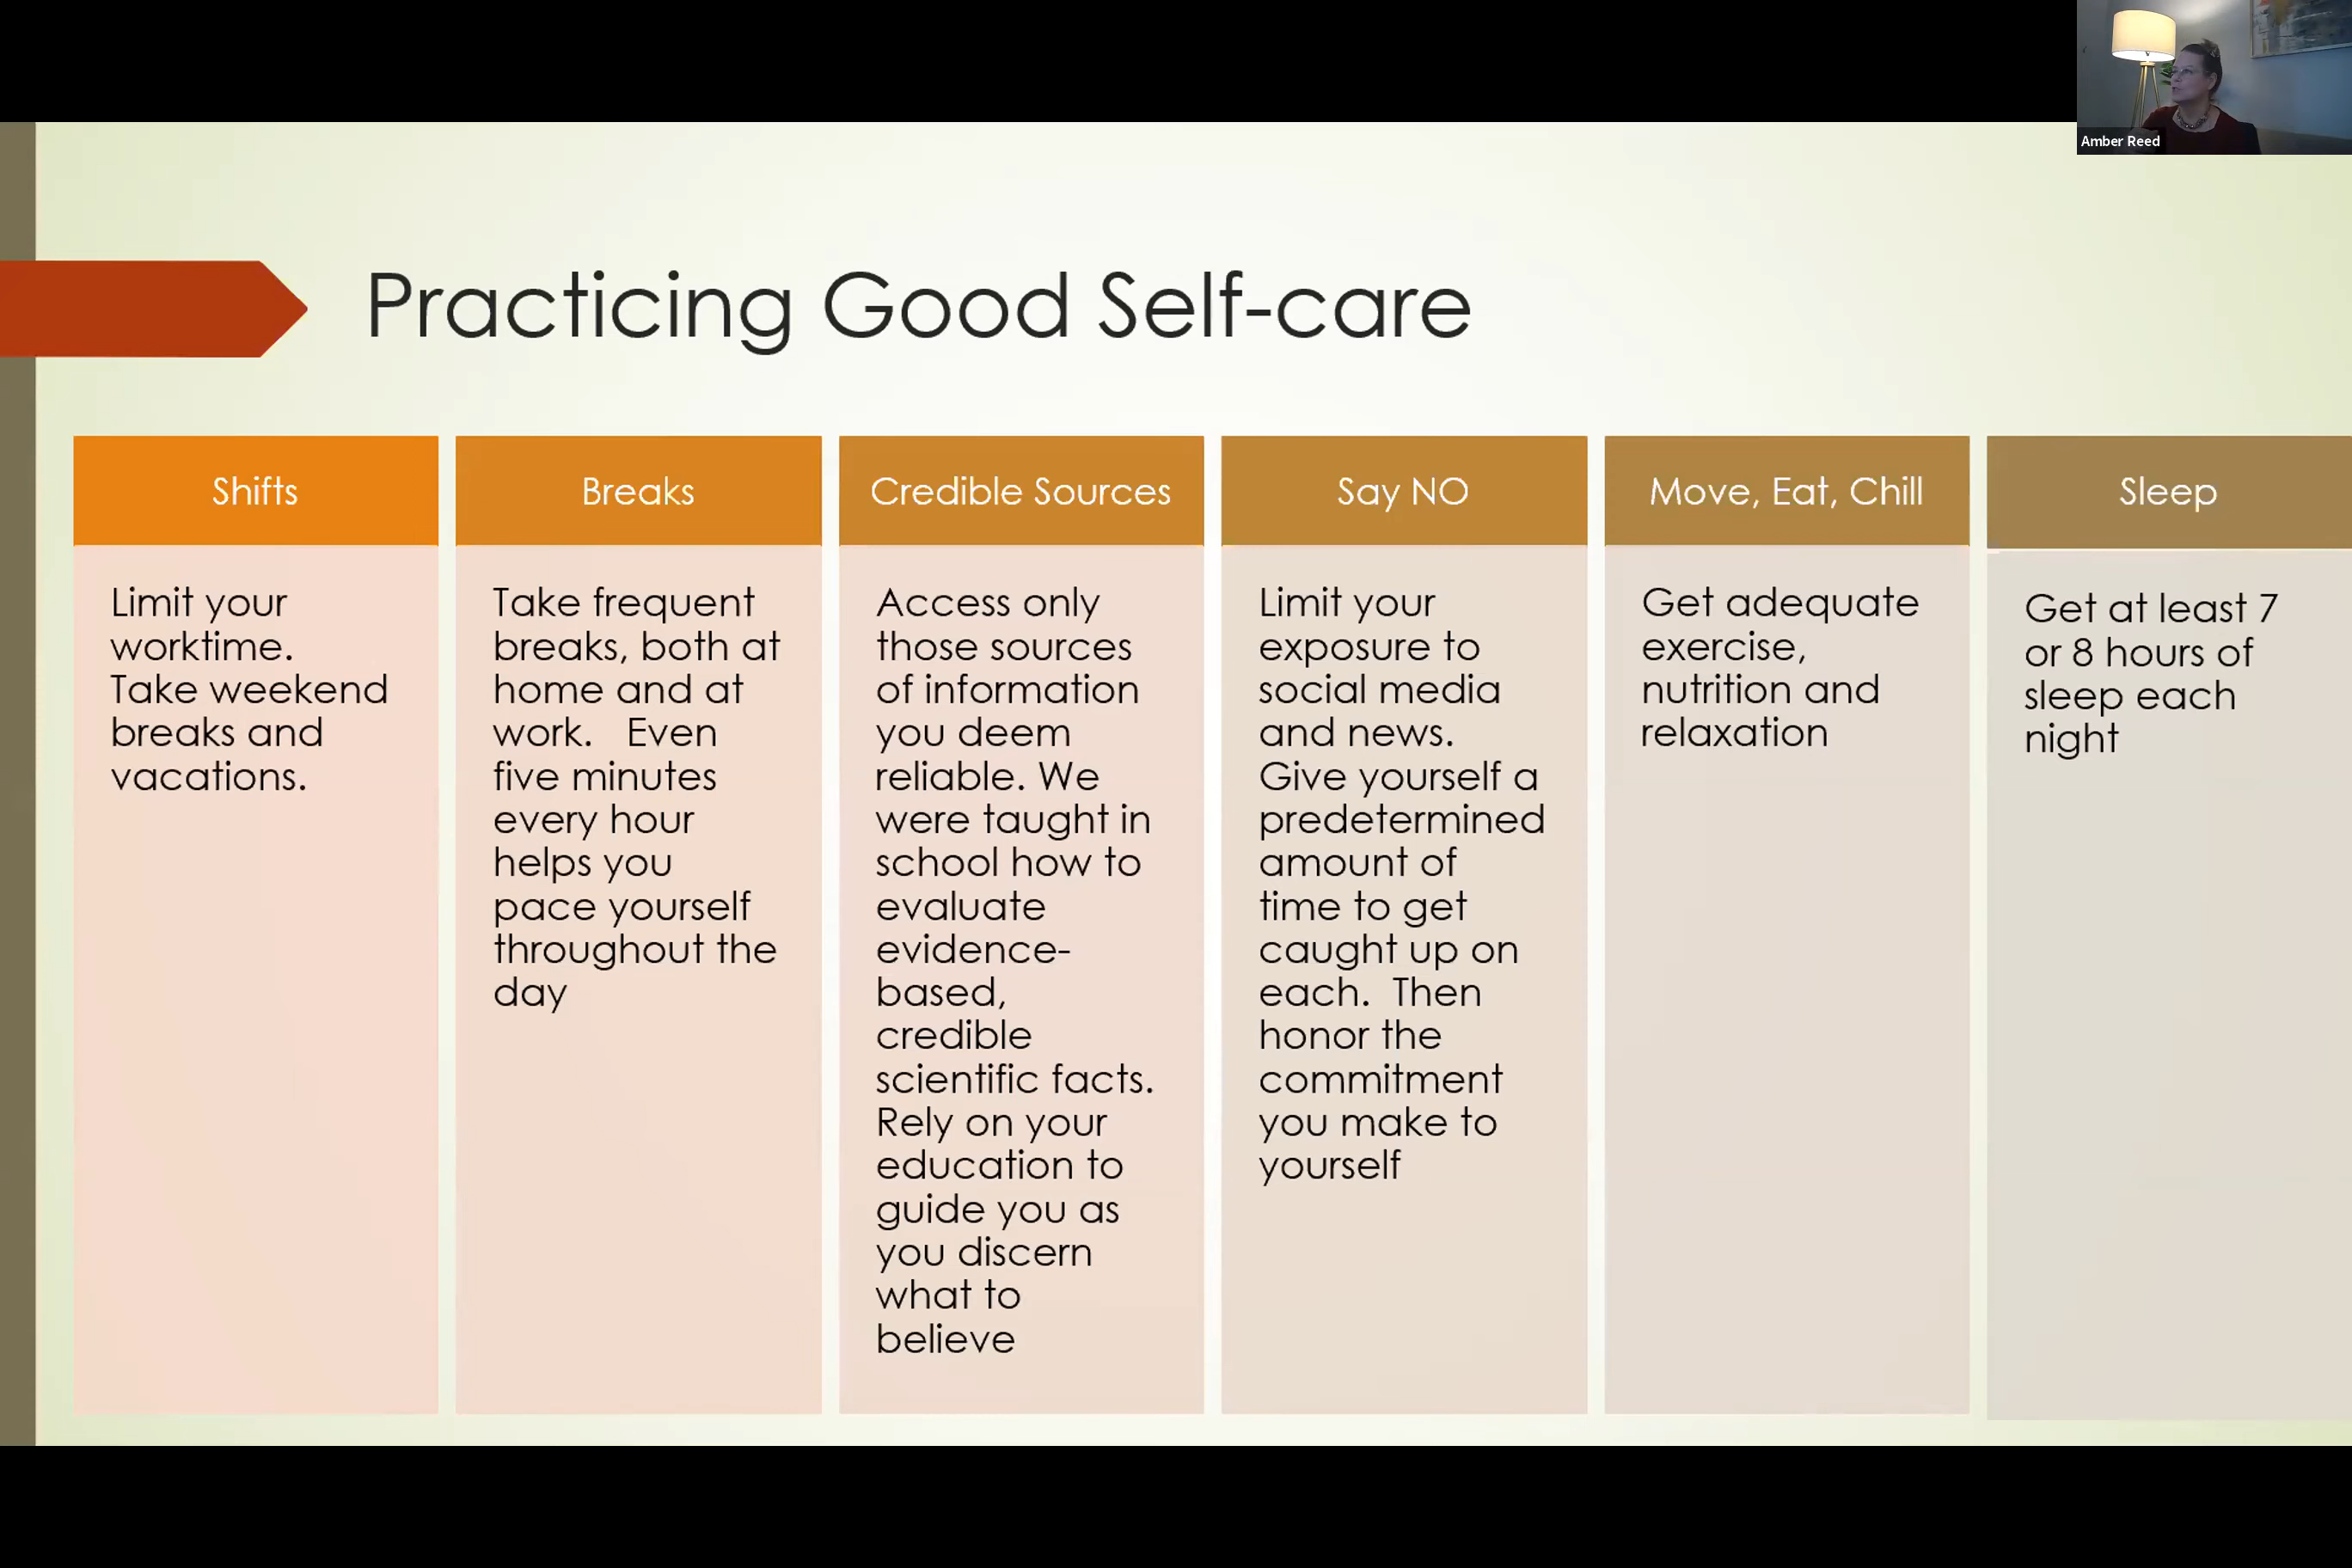 Amber Reed
Practicing Good Self-care
Shifts
Limit your
worktime.
Take weekend
breaks and
vacations.
Breaks
Take frequent
breaks, both at
home and at
work.   Even
five minutes
every hour
helps you
pace yourself
throughout the
day
Credible Sources
Access only
those sources
of information
you deem
reliable. We
were taught in
school how to
evaluate
evidence-
based,
credible
scientific facts.
Rely on your
education to
guide you as
you discern
what to
believe
Say NO
Limit your
exposure to
social media
and news.
Give yourself a
predetermined
amount of
time to get
caught up on
each.  Then
honor the
commitment
you make to
yourself
Move, Eat, Chill
Get adequate
exercise,
nutrition and
relaxation
Sleep
Get at least 7
or 8 hours of
sleep each
night